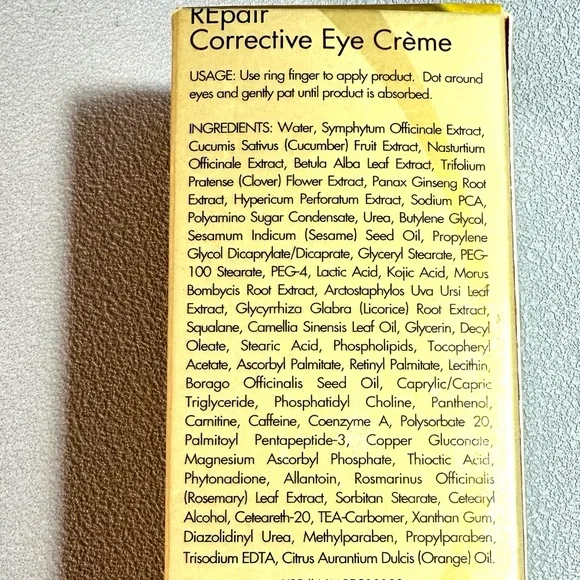 REpair
Corrective Eye Crème
USAGE: Use ring finger to apply product. Dot around
eyes and gently pat until product is absorbed.
INGREDIENTS: Water, Symphytum Officinale Extract,
Cucumis Sativus (Cucumber) Fruit Extract, Nasturtium
Officinale Extract, Betula Alba Leaf Extract, Trifolium
Pratense (Clover) Flower Extract, Panax Ginseng Root
Extract, Hypericum Perforatum Extract, Sodium PCA,
Polyamino Sugar Condensate, Urea, Butylene Glycol,
Sesamum Indicum (Sesame) Seed Oil, Propylene
Glycol Dicaprylate/Dicaprate, Glyceryl Stearate, PEG-
100 Stearate, PEG-4, Lactic Acid, Kojic Acid, Morus
Bombycis Root Extract, Arctostaphylos Uva Ursi Leaf
Extract, Glycyrrhiza Glabra (Licorice) Root Extract,
Squalane, Camellia Sinensis Leaf Oil, Glycerin, Decyl
Oleate, Stearic Acid, Phospholipids, Tocopheryl
Acetate, Ascorbyl Palmitate, Retinyl Palmitate, Lecithin,
Borago Officinalis Seed Oil, Caprylic/Capric
Triglyceride, Phosphatidyl Choline, Panthenol,
Carnitine, Caffeine, Coenzyme A, Polysorbate 20,
Palmitoyl Pentapeptide-3, Copper Gluconate,
Magnesium Ascorbyl Phosphate, Thioctic Acid,
Phytonadione, Allantoin, Rosmarinus Officinalis
(Rosemary) Leaf Extract, Sorbitan Stearate, Cetearyl
Alcohol, Ceteareth-20, TEA-Carbomer, Xanthan Gum,
Diazolidinyl Urea, Methylparaben, Propylparaben,
Trisodium EDTA, Citrus Aurantium Dulcis (Orange) Oil.